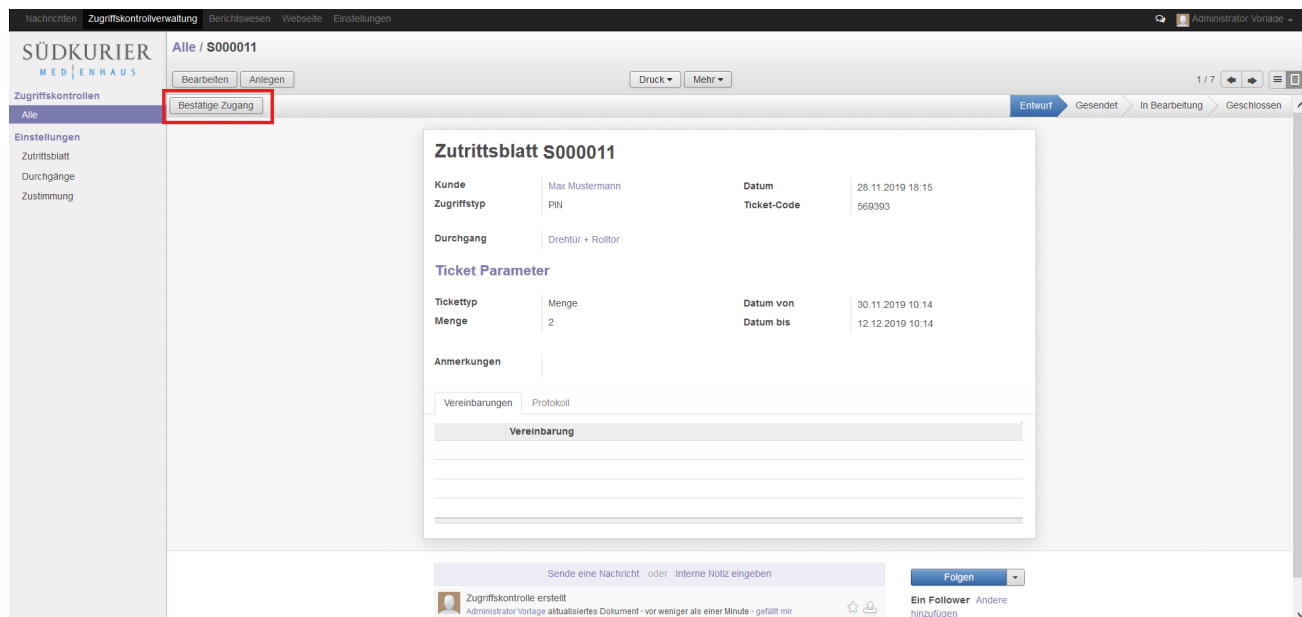 Nachrichten Zugriffskontrollverwaltung Berichtswesen Webseite Einstellungen Administrator Vorlage
SÜDKURIER
MEDIENHAUS
Alle / S000011
Bearbeiten Anlegen Druck Mehr 1 / 7
Zugriffskontrollen
Bestätige Zugang Entwurf Gesendet In Bearbeitung Geschlossen
Alle
Einstellungen
Zutrittsblatt
Durchgänge
Zustimmung
Zutrittsblatt S000011
Kunde Max Mustermann Datum 28.11.2019 18:15
Zugriffstyp PIN Ticket-Code 569393
Durchgang Drehtür + Rolltor
Ticket Parameter
Tickettyp Menge Datum von 30.11.2019 10:14
Menge 2 Datum bis 12.12.2019 10:14
Anmerkungen
Vereinbarungen Protokoll
Vereinbarung
Sende eine Nachricht oder Interne Notiz eingeben Folgen
Zugriffskontrolle erstellt Ein Follower Andere
Administrator Vorlage aktualisiertes Dokument · vor weniger als einer Minute · gefällt mir hinzufügen